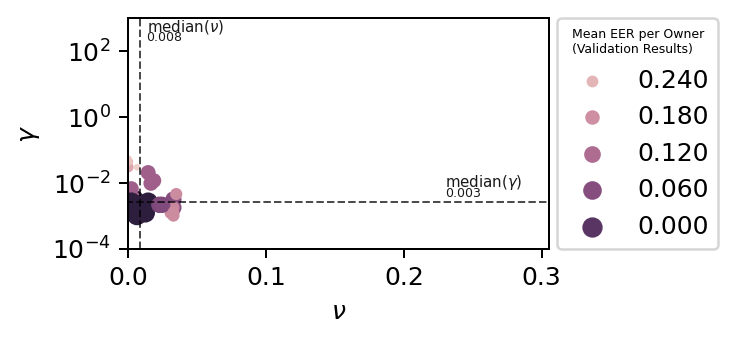 median(ν)
0.008
10²
10⁰
10⁻²
10⁻⁴
γ
median(γ)
0.003
0.0 0.1 0.2 0.3
ν
Mean EER per Owner
(Validation Results)
0.240
0.180
0.120
0.060
0.000